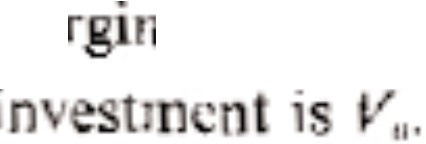 rgin
investment is V